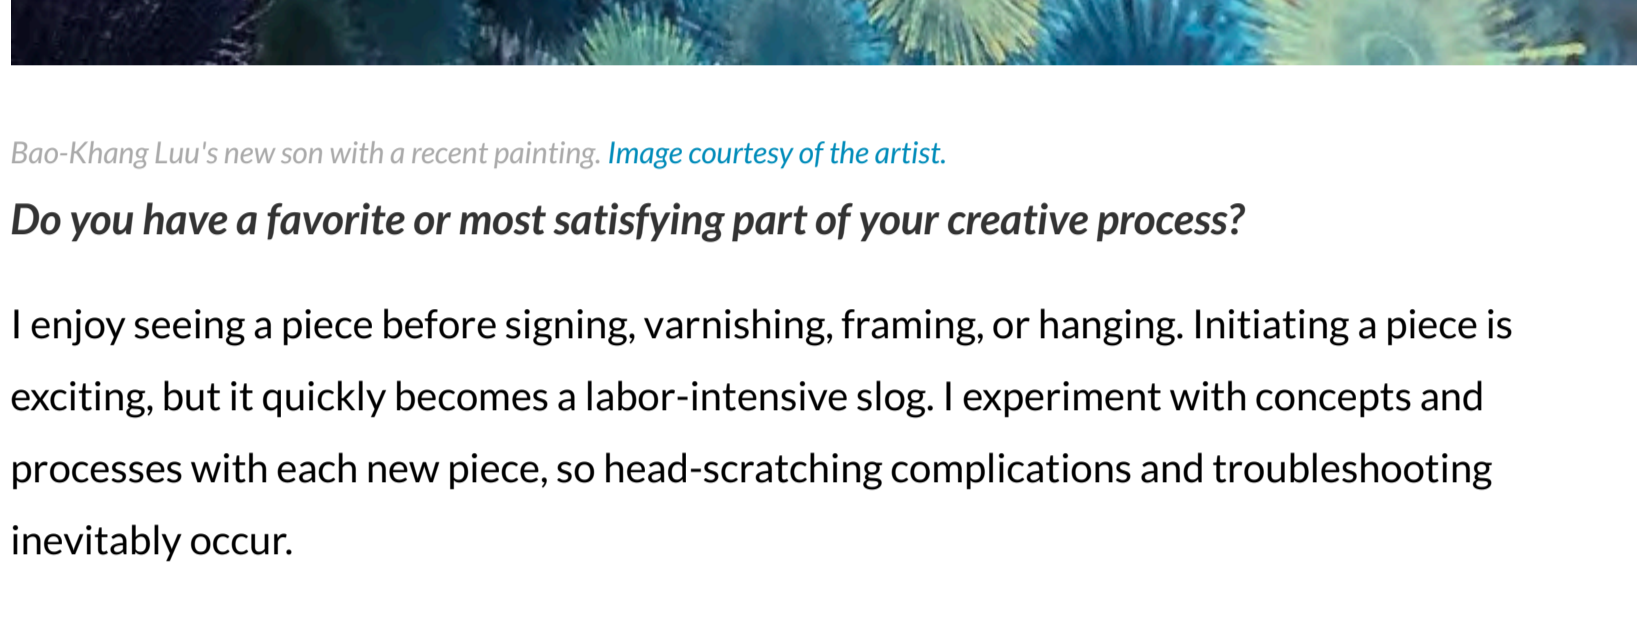 Bao-Khang Luu's new son with a recent painting. Image courtesy of the artist.
Do you have a favorite or most satisfying part of your creative process?
I enjoy seeing a piece before signing, varnishing, framing, or hanging. Initiating a piece is
exciting, but it quickly becomes a labor-intensive slog. I experiment with concepts and
processes with each new piece, so head-scratching complications and troubleshooting
inevitably occur.